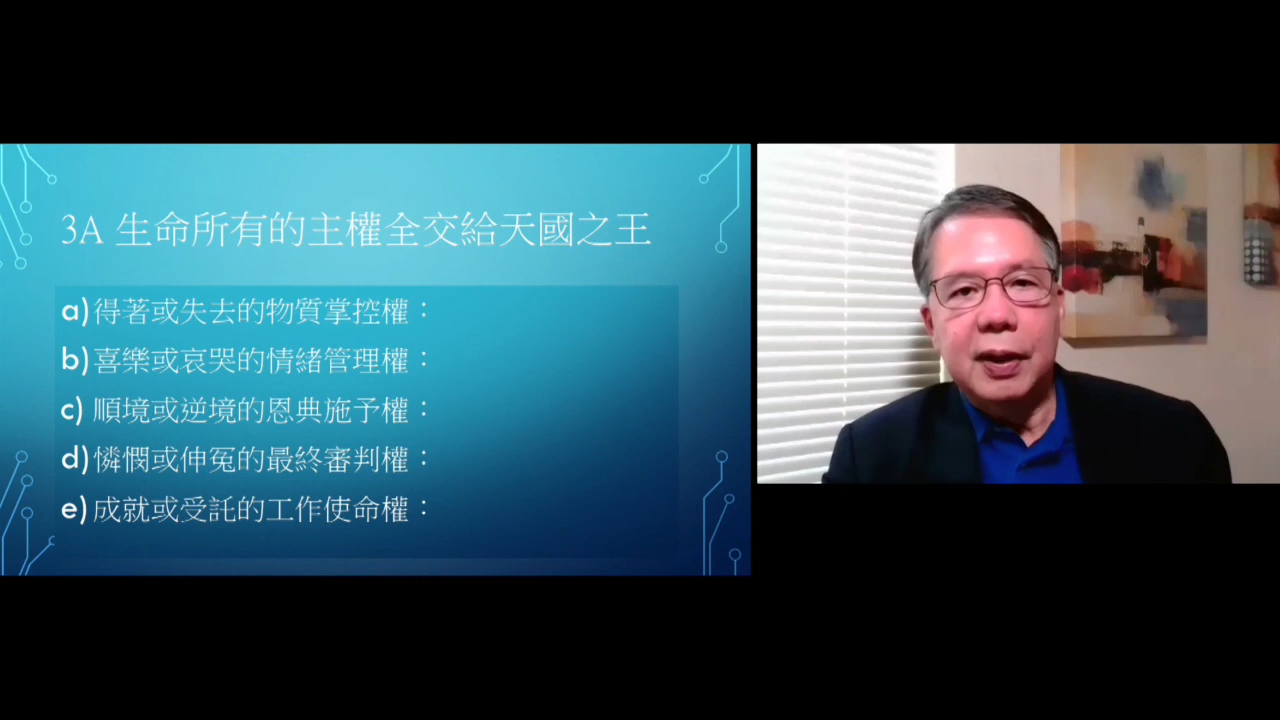 3A 生命所有的主權全交給天國之王
a) 得著或失去的物質掌控權：
b) 喜樂或哀哭的情緒管理權：
c) 順境或逆境的恩典施予權：
d) 憐憫或伸冤的最終審判權：
e) 成就或受託的工作使命權：